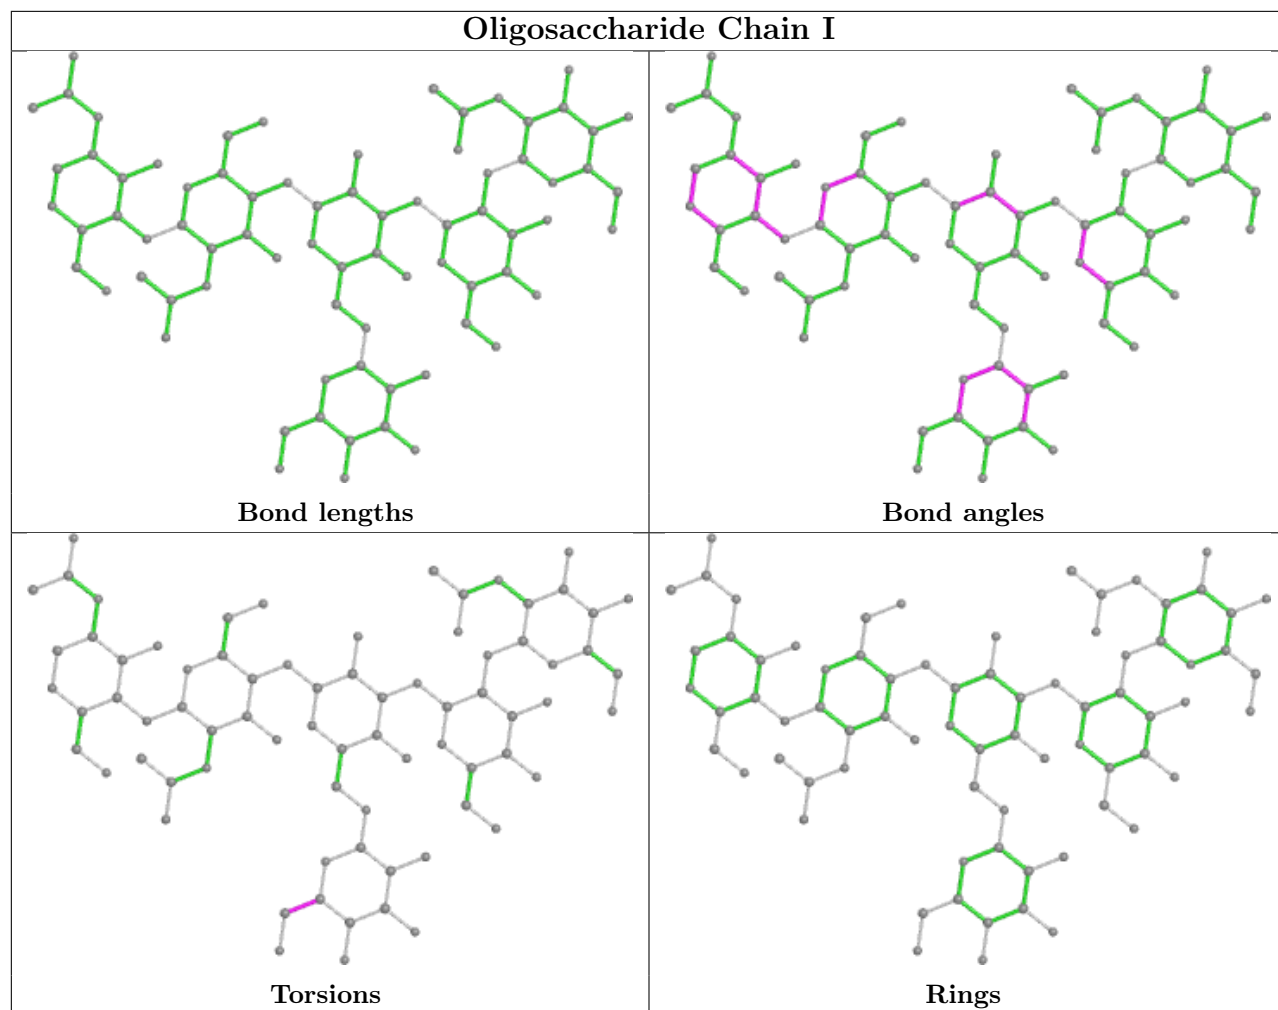 Oligosaccharide Chain I
Bond lengths
Bond angles
Torsions
Rings